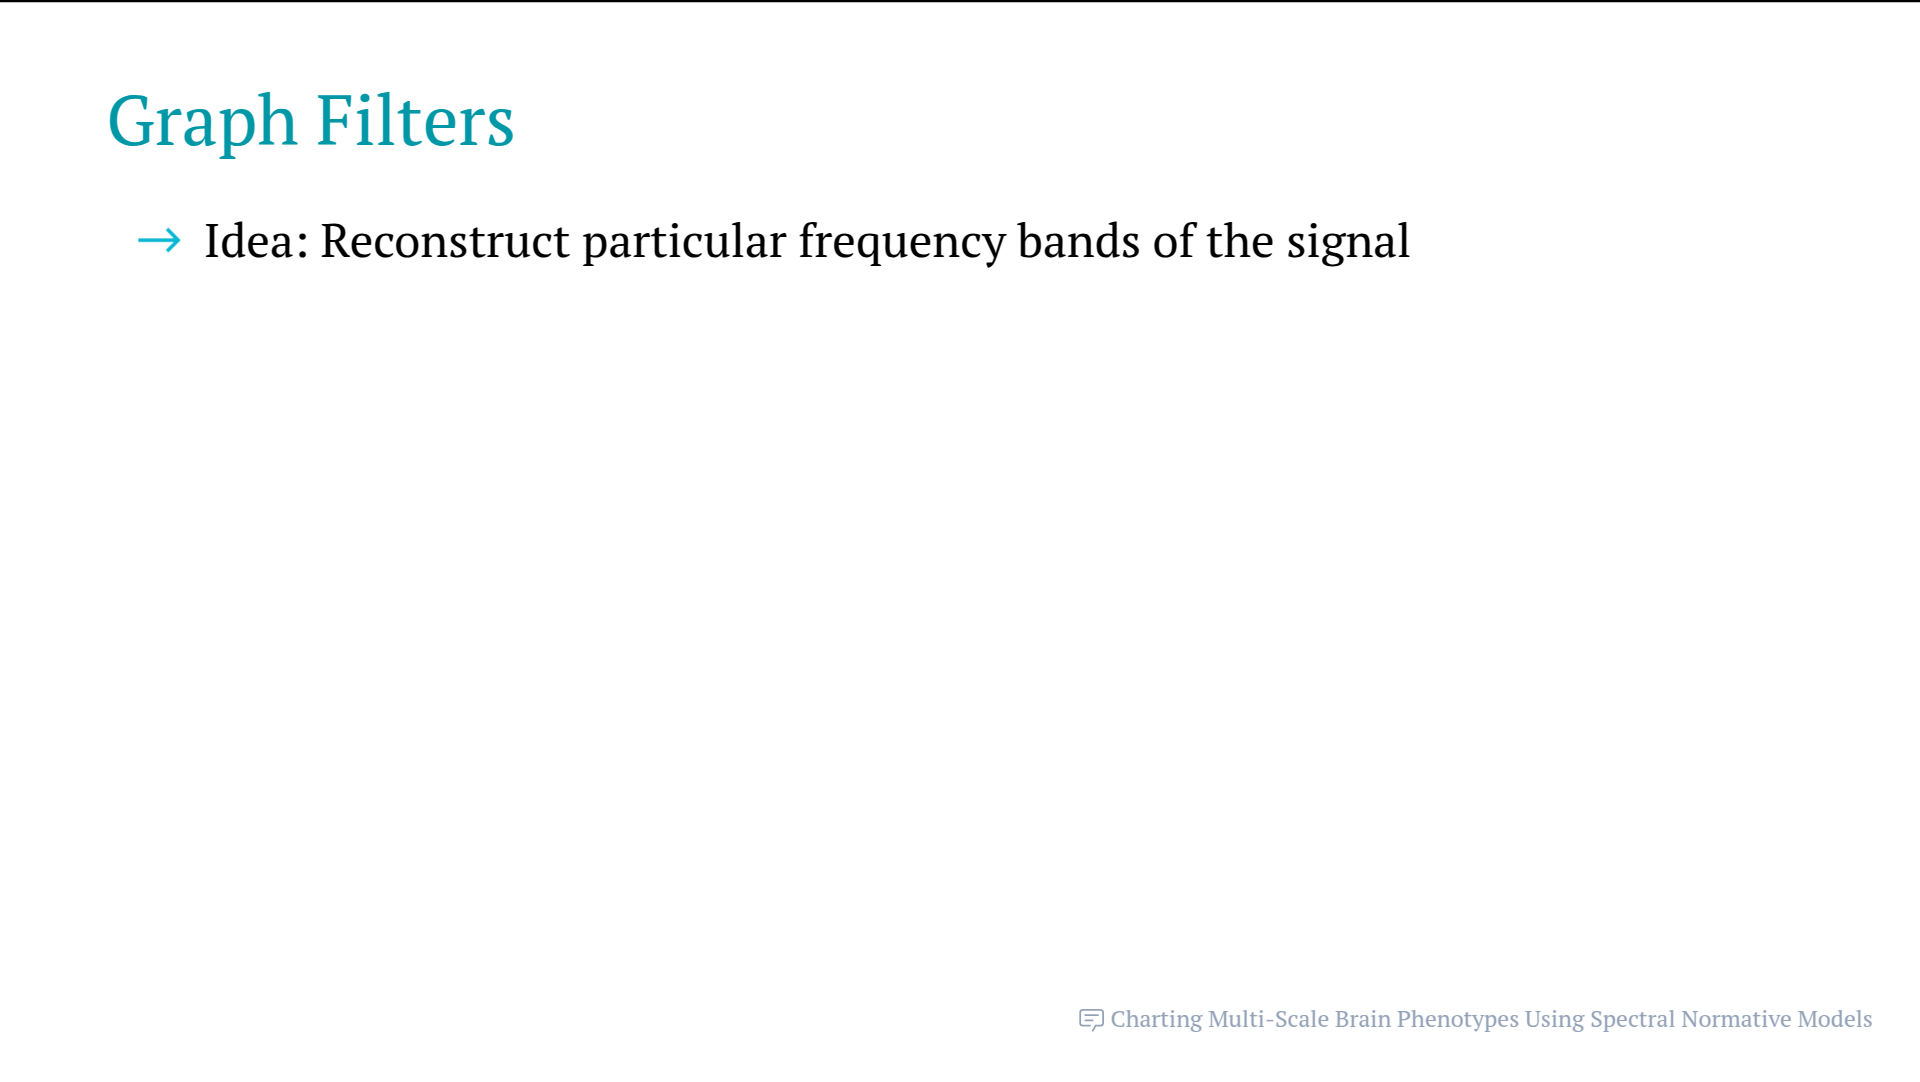 Graph Filters
→ Idea: Reconstruct particular frequency bands of the signal
Charting Multi-Scale Brain Phenotypes Using Spectral Normative Models